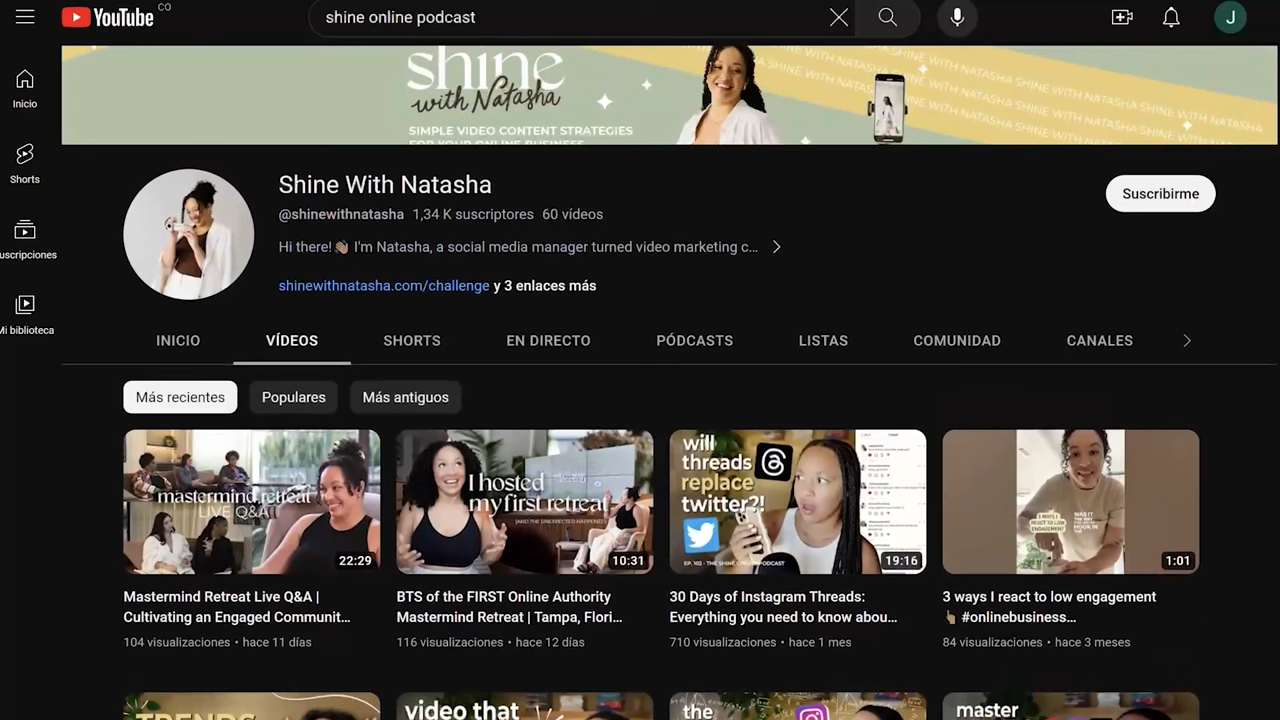 YouTube CO
shine online podcast
J
Inicio
Shorts
uscripciones
Mi biblioteca
shine
with Natasha
SIMPLE VIDEO CONTENT STRATEGIES
FOR YOUR ONLINE BUSINESS
SHINE WITH NATASHA SHINE WITH NATASHA
Shine With Natasha
@shinewithnatasha 1,34 K suscriptores 60 vídeos
Hi there!👋🏽 I'm Natasha, a social media manager turned video marketing c...
shinewithnatasha.com/challenge y 3 enlaces más
Suscribirme
INICIO VÍDEOS SHORTS EN DIRECTO PÓDCASTS LISTAS COMUNIDAD CANALES
Más recientes Populares Más antiguos
mastermind retreat
LIVE Q&A
22:29
I hosted
my first retreat
(AND THE UNEXPECTED HAPPENED)
10:31
will
threads
replace
twitter?!
EP. 102 - THE SHINE ONLINE PODCAST
19:16
3 WAYS I
REACT TO LOW
ENGAGEMENT
1:01
Mastermind Retreat Live Q&A |
Cultivating an Engaged Communit...
104 visualizaciones • hace 11 días
BTS of the FIRST Online Authority
Mastermind Retreat | Tampa, Flori...
116 visualizaciones • hace 12 días
30 Days of Instagram Threads:
Everything you need to know abou...
710 visualizaciones • hace 1 mes
3 ways I react to low engagement
👆🏽 #onlinebusiness...
84 visualizaciones • hace 3 meses
TRENDS
video that
the
master